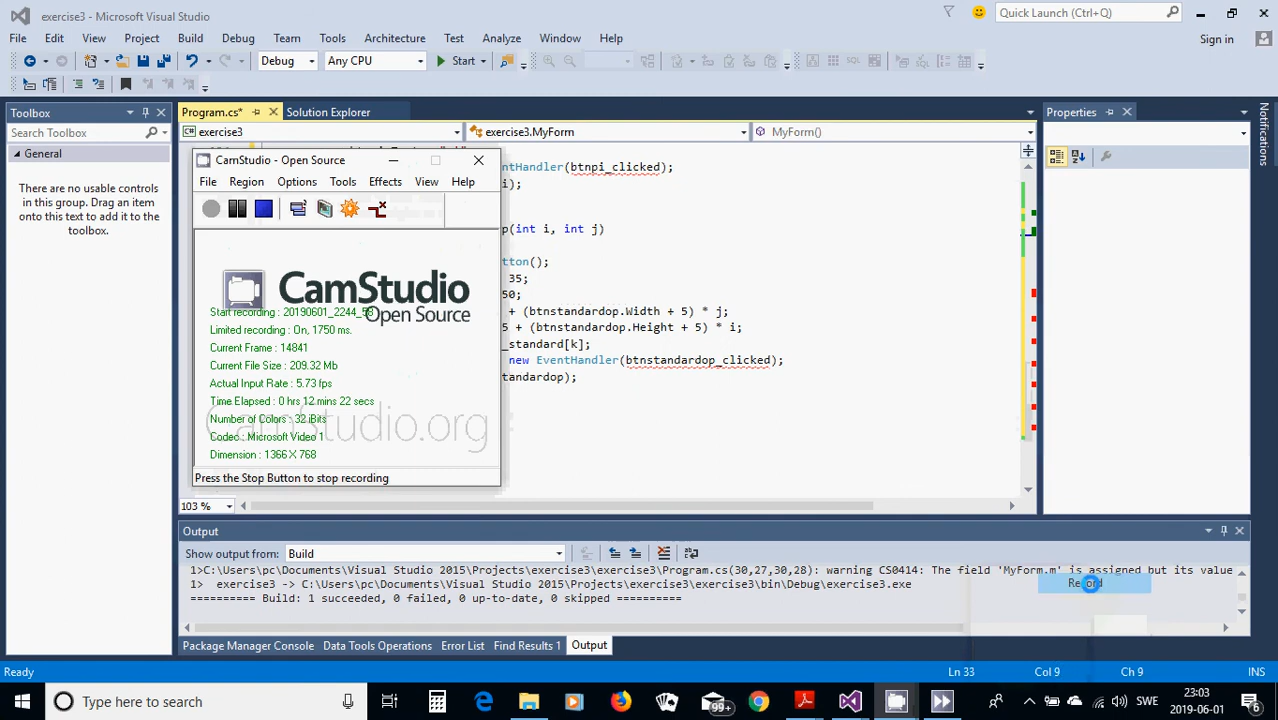 exercise3 - Microsoft Visual Studio
Quick Launch (Ctrl+Q)
File Edit View Project Build Debug Team Tools Architecture Test Analyze Window Help
Sign in
Debug Any CPU Start
Toolbox
Program.cs* Solution Explorer
Properties
Notifications
Search Toolbox
exercise3 exercise3.MyForm MyForm()
General
There are no usable controls
in this group. Drag an item
onto this text to add it to the
toolbox.
CamStudio - Open Source
File Region Options Tools Effects View Help
CamStudio
Open Source
Start recording : 20190601_2244_58
Limited recording : On, 1750 ms.
Current Frame : 14841
Current File Size : 209.32 Mb
Actual Input Rate : 5.73 fps
Time Elapsed : 0 hrs 12 mins 22 secs
Number of Colors : 32 iBits
CamStudio.org
Codec : Microsoft Video 1
Dimension : 1366 X 768
Press the Stop Button to stop recording
ntHandler(btnpi_clicked);
i);
p(int i, int j)
tton();
35;
50;
+ (btnstandardop.Width + 5) * j;
5 + (btnstandardop.Height + 5) * i;
_standard[k];
new EventHandler(btnstandardop_clicked);
tandardop);
103 %
Output
Show output from: Build
1>C:\Users\pc\Documents\Visual Studio 2015\Projects\exercise3\exercise3\Program.cs(30,27,30,28): warning CS0414: The field 'MyForm.m' is assigned but its value
1> exercise3 -> C:\Users\pc\Documents\Visual Studio 2015\Projects\exercise3\exercise3\bin\Debug\exercise3.exe
========== Build: 1 succeeded, 0 failed, 0 up-to-date, 0 skipped ==========
Record
Package Manager Console Data Tools Operations Error List Find Results 1 Output
Ready Ln 33 Col 9 Ch 9 INS
Type here to search
99+
SWE
23:03
2019-06-01
6